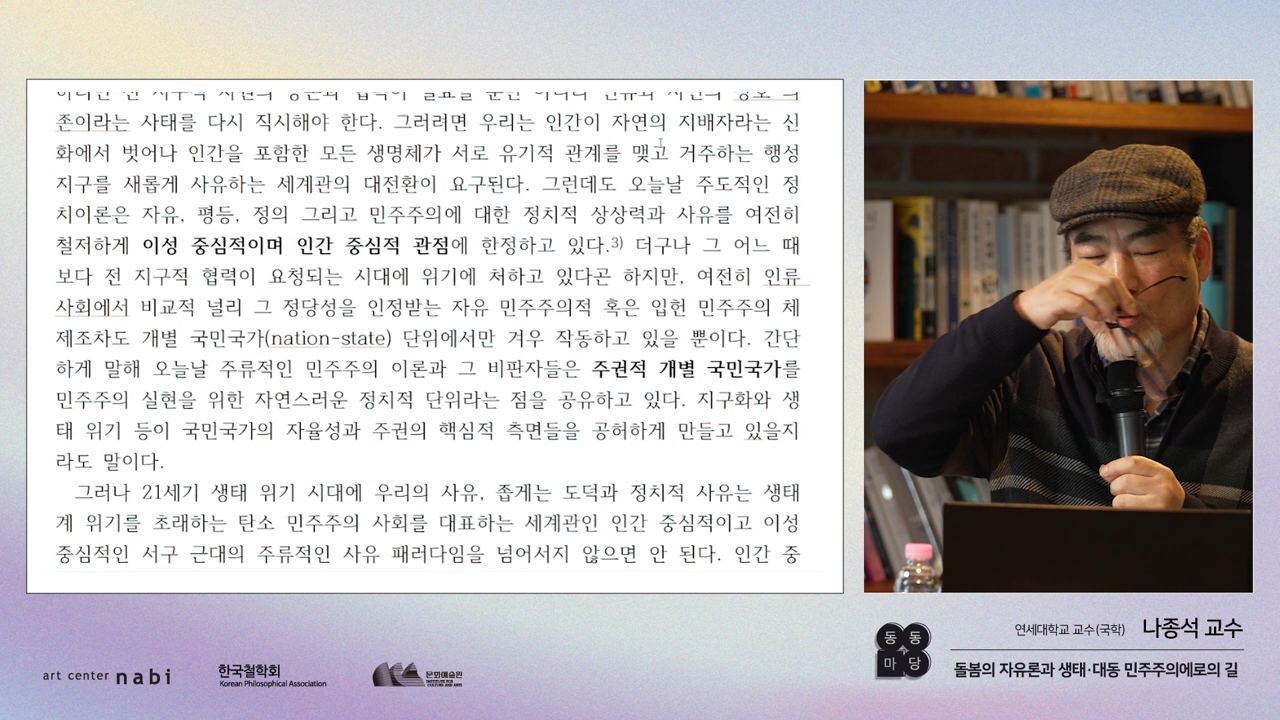 존이라는 사태를 다시 직시해야 한다. 그러려면 우리는 인간이 자연의 지배자라는 신
화에서 벗어나 인간을 포함한 모든 생명체가 서로 유기적 관계를 맺고 거주하는 행성
지구를 새롭게 사유하는 세계관의 대전환이 요구된다. 그런데도 오늘날 주도적인 정
치이론은 자유, 평등, 정의 그리고 민주주의에 대한 정치적 상상력과 사유를 여전히
철저하게 이성 중심적이며 인간 중심적 관점에 한정하고 있다.3) 더구나 그 어느 때
보다 전 지구적 협력이 요청되는 시대에 위기에 처하고 있다곤 하지만, 여전히 인류
사회에서 비교적 널리 그 정당성을 인정받는 자유 민주주의적 혹은 입헌 민주주의 체
제조차도 개별 국민국가(nation-state) 단위에서만 겨우 작동하고 있을 뿐이다. 간단
하게 말해 오늘날 주류적인 민주주의 이론과 그 비판자들은 주권적 개별 국민국가를
민주주의 실현을 위한 자연스러운 정치적 단위라는 점을 공유하고 있다. 지구화와 생
태 위기 등이 국민국가의 자율성과 주권의 핵심적 측면들을 공허하게 만들고 있을지
라도 말이다.
그러나 21세기 생태 위기 시대에 우리의 사유, 좁게는 도덕과 정치적 사유는 생태
계 위기를 초래하는 탄소 민주주의 사회를 대표하는 세계관인 인간 중심적이고 이성
중심적인 서구 근대의 주류적인 사유 패러다임을 넘어서지 않으면 안 된다. 인간 중
동동
마당
연세대학교 교수(국학) 나종석 교수
돌봄의 자유론과 생태·대동 민주주의에로의 길
art center nabi
한국철학회
Korean Philosophical Association
문화예술원
INSTITUTE FOR
CULTURE AND ARTS